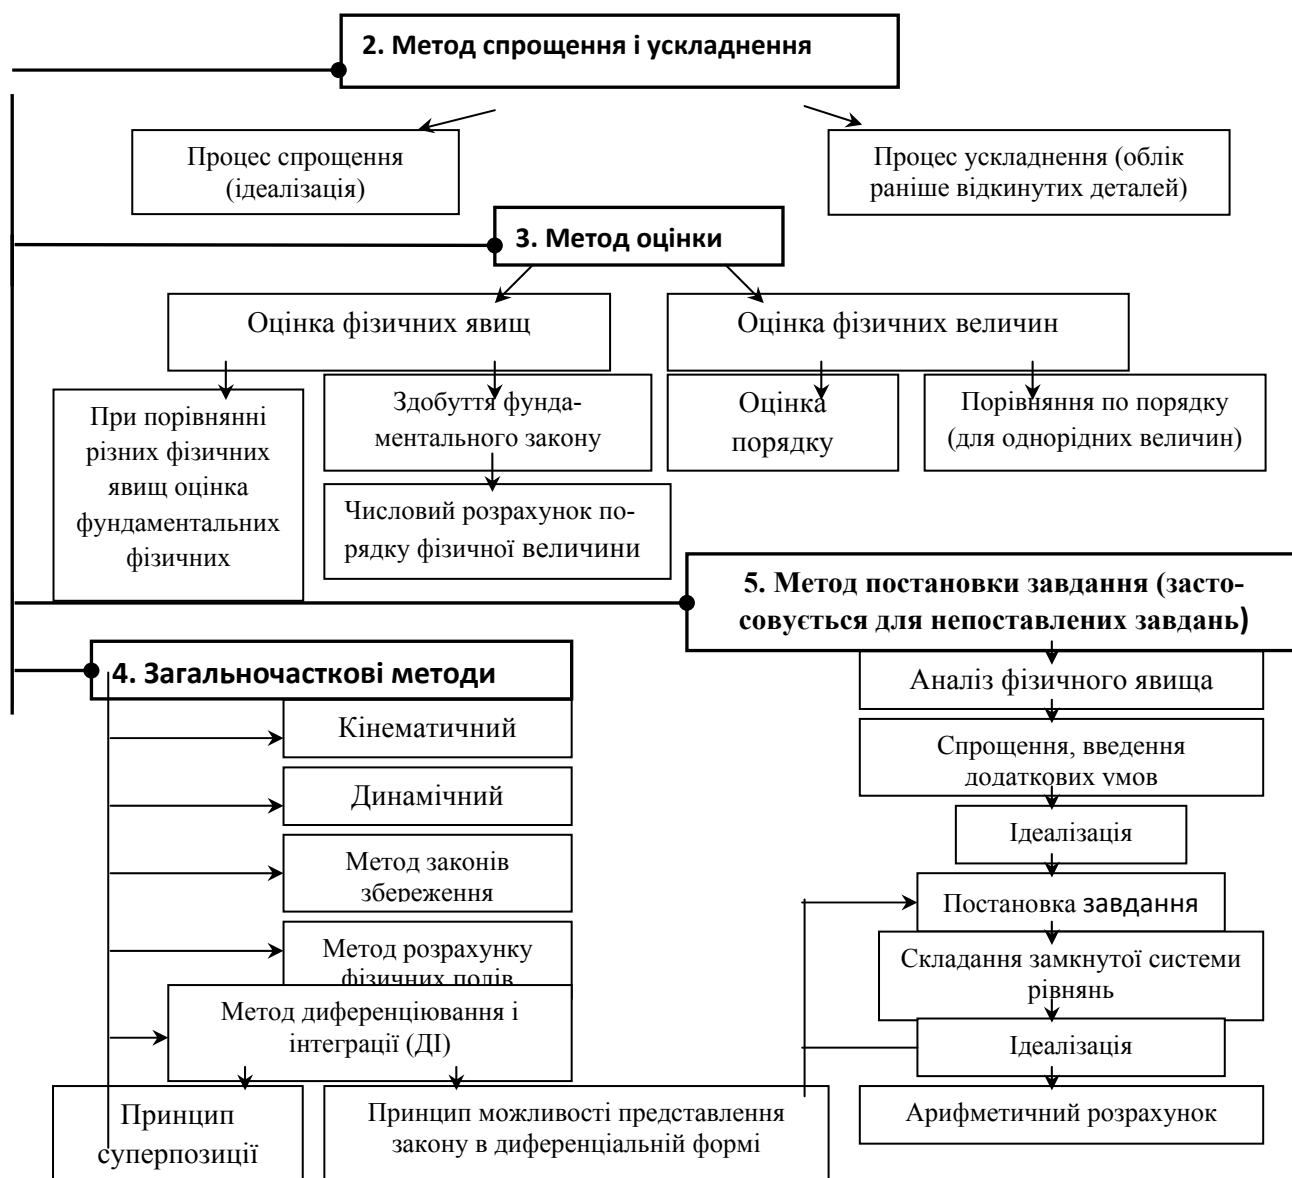 2. Метод спрощення і ускладнення
Процес спрощення
(ідеалізація)
Процес ускладнення (облік
раніше відкинутих деталей)
3. Метод оцінки
Оцінка фізичних явищ
Оцінка фізичних величин
При порівнянні
різних фізичних
явищ оцінка
фундаментальних
фізичних
Здобуття фунда-
ментального закону
Числовий розрахунок по-
рядку фізичної величини
Оцінка
порядку
Порівняння по порядку
(для однорідних величин)
5. Метод постановки завдання (засто-
совується для непоставлених завдань)
4. Загальночасткові методи
Кінематичний
Динамічний
Метод законів
збереження
Метод розрахунку
фізичних полів
Метод диференціювання і
інтеграції (ДІ)
Принцип
суперпозиції
Принцип можливості представлення
закону в диференціальній формі
Аналіз фізичного явища
Спрощення, введення
додаткових умов
Ідеалізація
Постановка завдання
Складання замкнутої системи
рівнянь
Ідеалізація
Арифметичний розрахунок